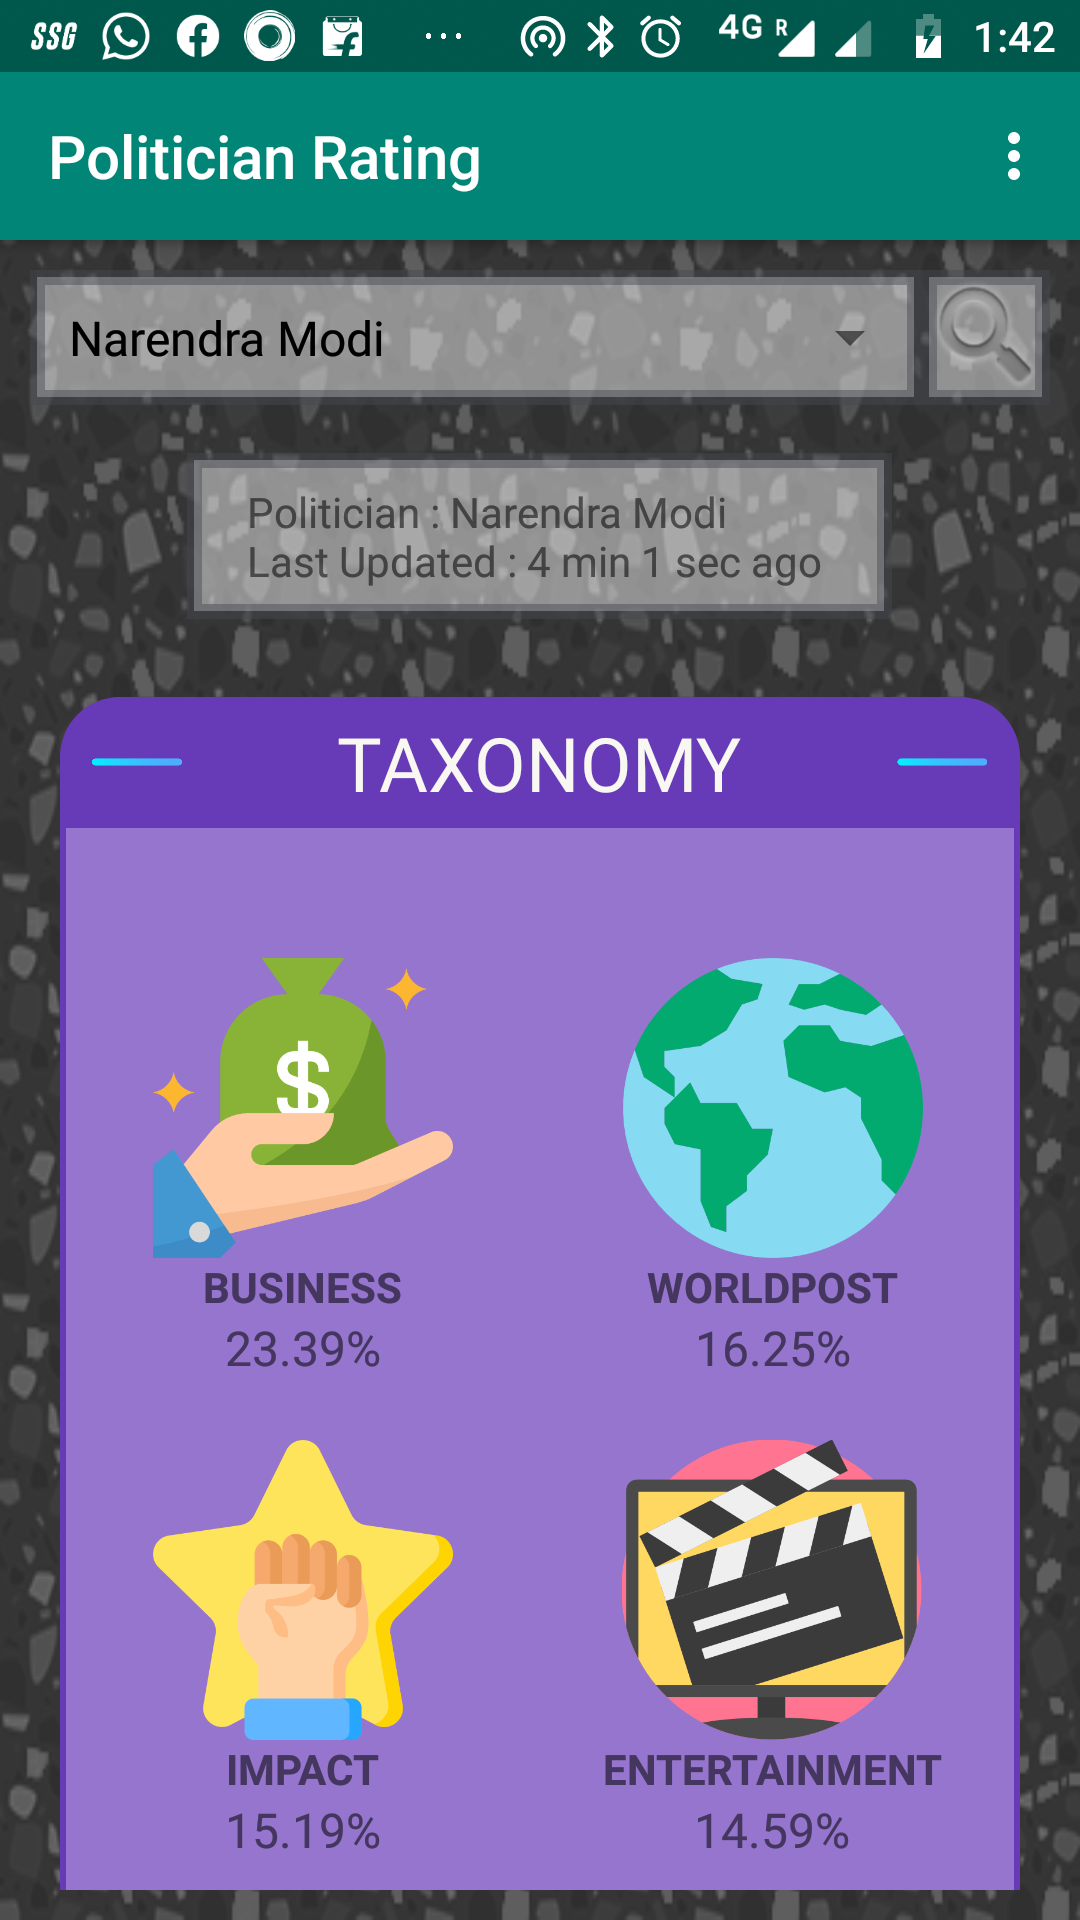 SSG 4G R 1:42
Politician Rating
Narendra Modi
Politician : Narendra Modi
Last Updated : 4 min 1 sec ago
TAXONOMY
$
BUSINESS WORLDPOST
23.39% 16.25%
IMPACT ENTERTAINMENT
15.19% 14.59%